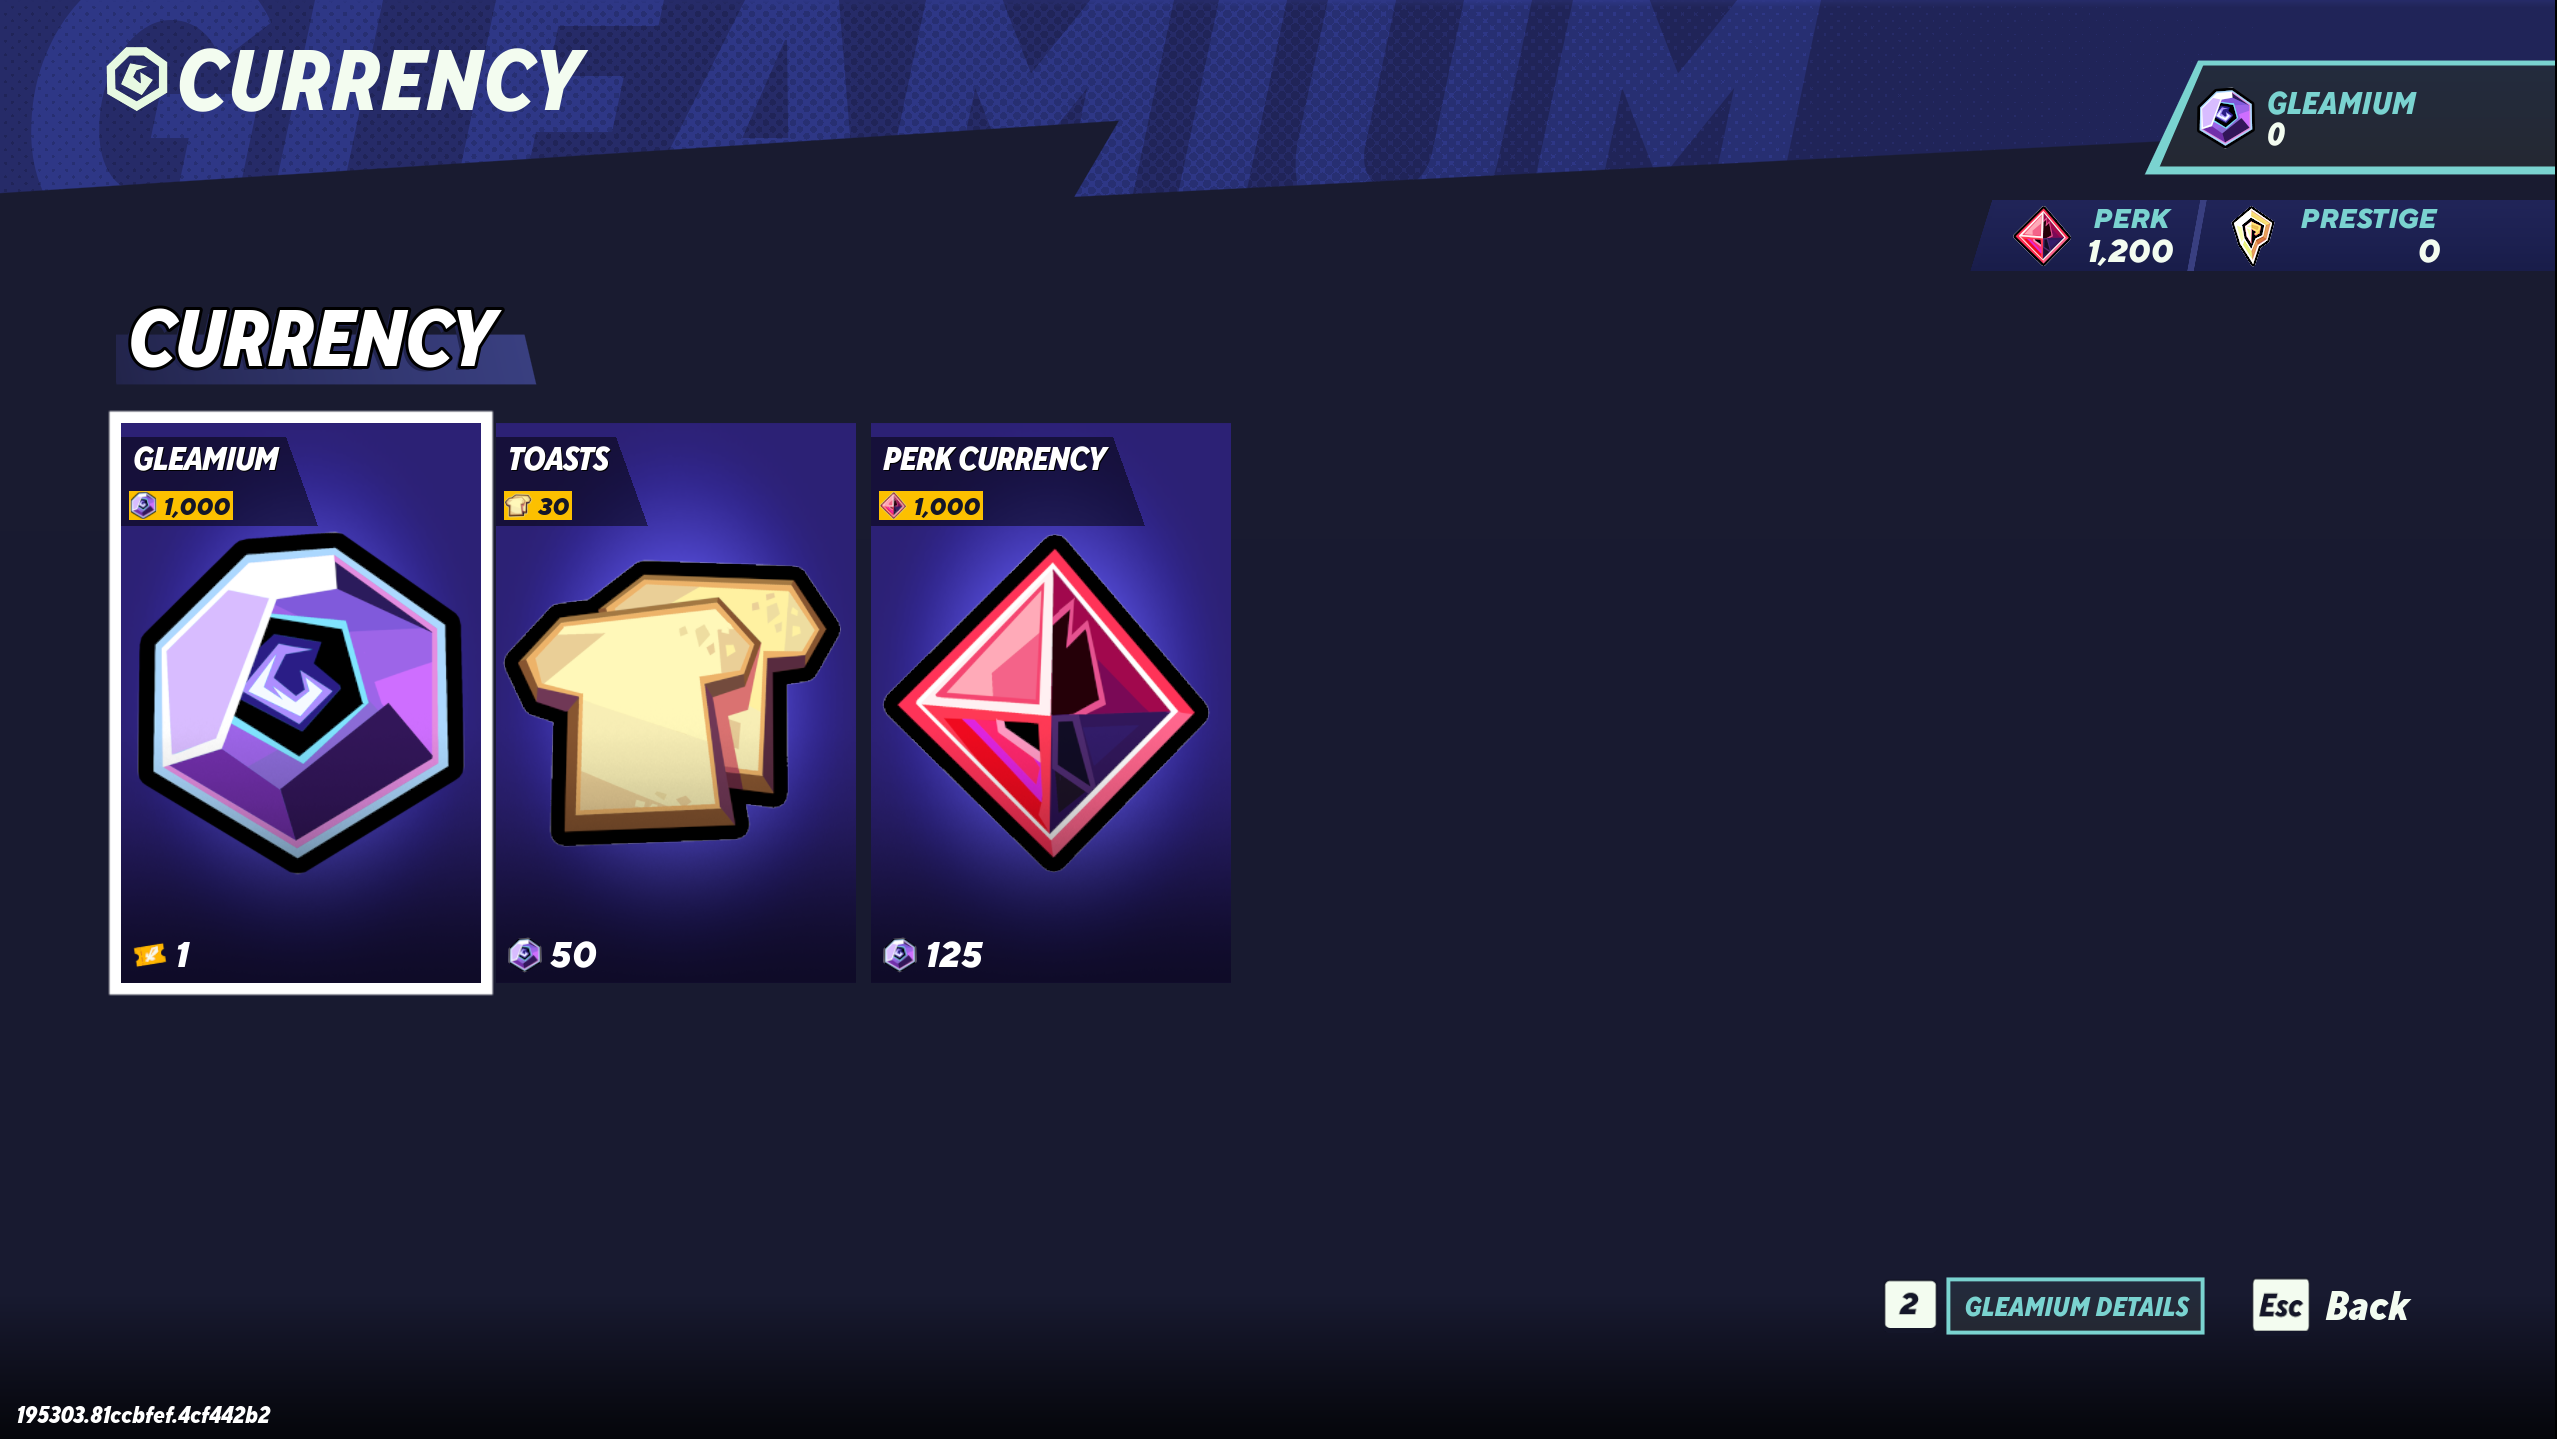 GLEAMIUM
CURRENCY
GLEAMIUM
0
PERK
1,200
PRESTIGE
0
CURRENCY
GLEAMIUM
1,000
1
TOASTS
30
50
PERK CURRENCY
1,000
125
2 GLEAMIUM DETAILS
Esc Back
195303.81ccbfef.4cf442b2